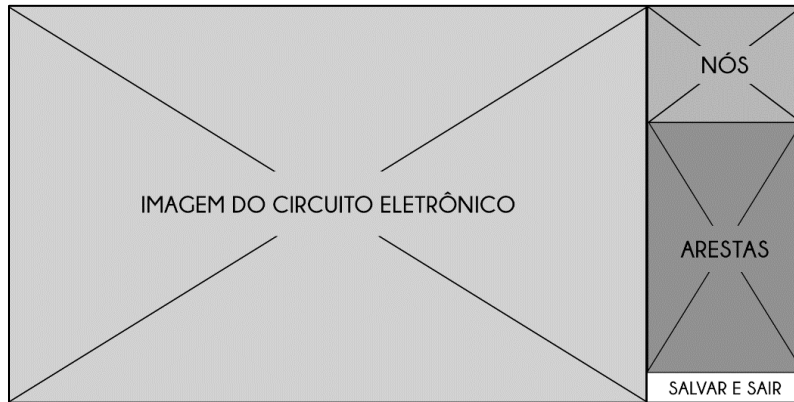 NÓS
IMAGEM DO CIRCUITO ELETRÔNICO
ARESTAS
SALVAR E SAIR